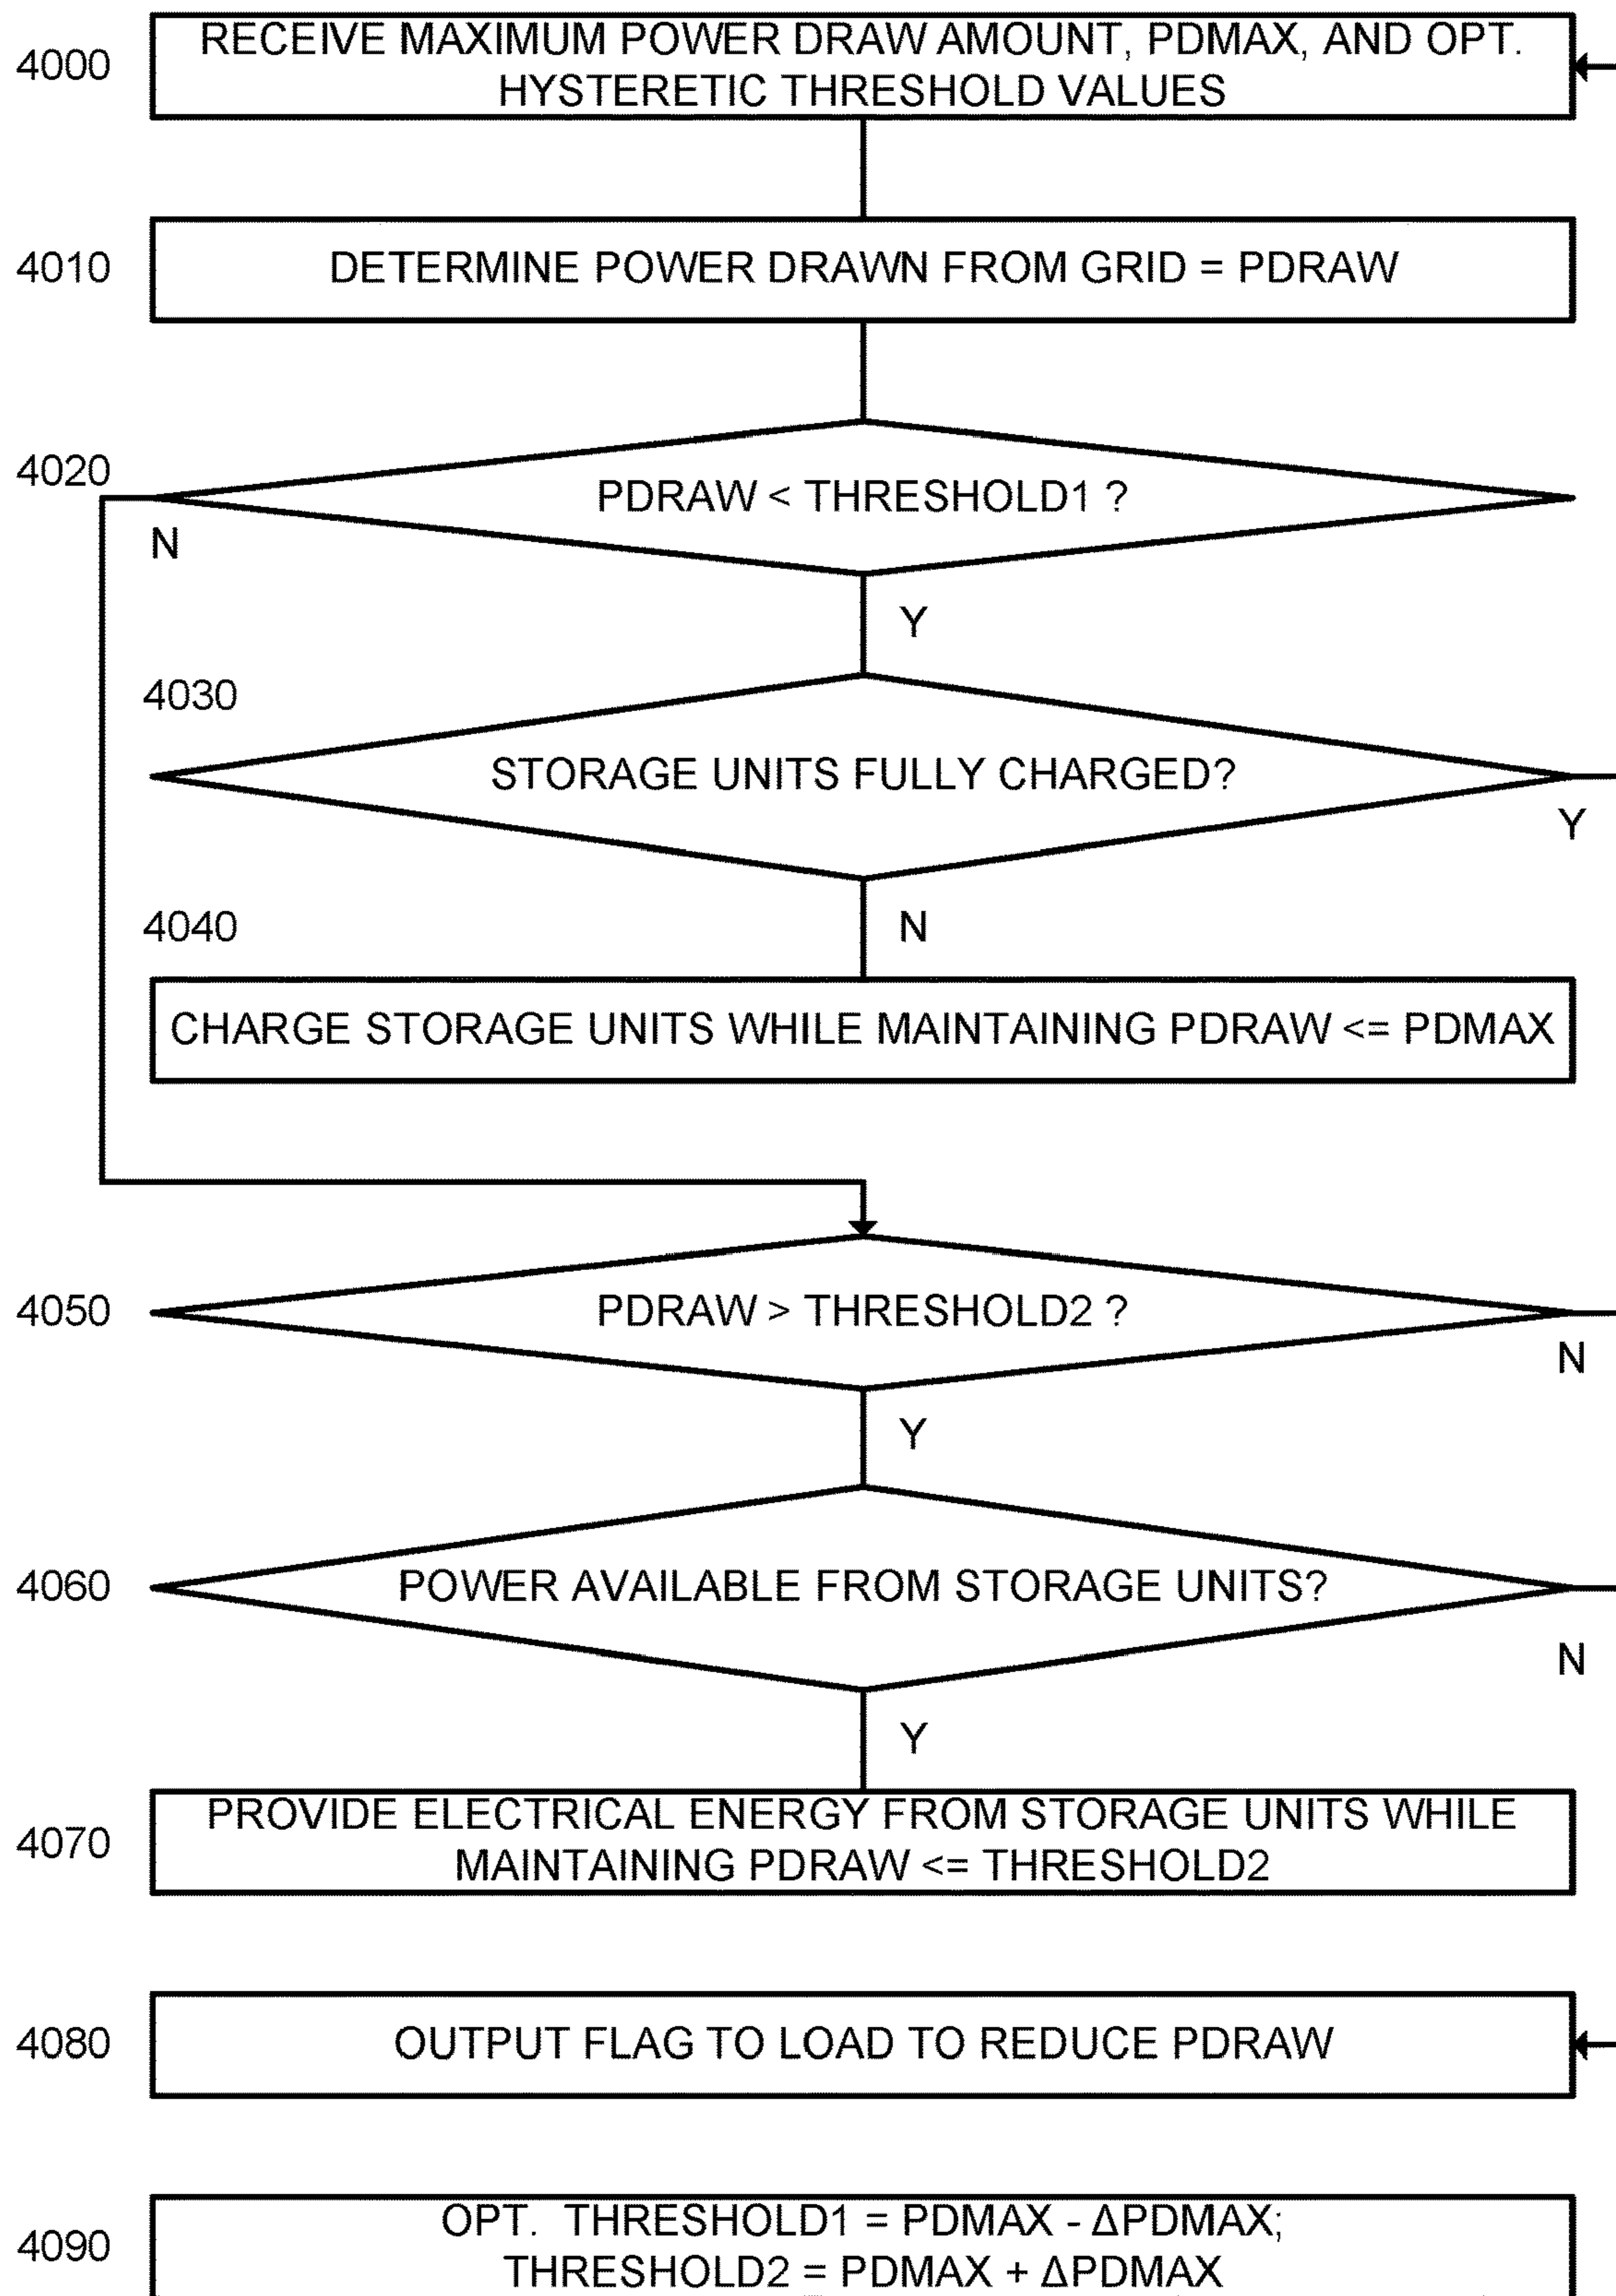 4000
RECEIVE MAXIMUM POWER DRAW AMOUNT, PDMAX, AND OPT.
HYSTERETIC THRESHOLD VALUES
4010
DETERMINE POWER DRAWN FROM GRID = PDRAW
4020
PDRAW < THRESHOLD1 ?
N
Y
4030
STORAGE UNITS FULLY CHARGED?
Y
4040
N
CHARGE STORAGE UNITS WHILE MAINTAINING PDRAW <= PDMAX
4050
PDRAW > THRESHOLD2 ?
N
Y
4060
POWER AVAILABLE FROM STORAGE UNITS?
N
Y
4070
PROVIDE ELECTRICAL ENERGY FROM STORAGE UNITS WHILE
MAINTAINING PDRAW <= THRESHOLD2
4080
OUTPUT FLAG TO LOAD TO REDUCE PDRAW
4090
OPT. THRESHOLD1 = PDMAX - ΔPDMAX;
THRESHOLD2 = PDMAX + ΔPDMAX